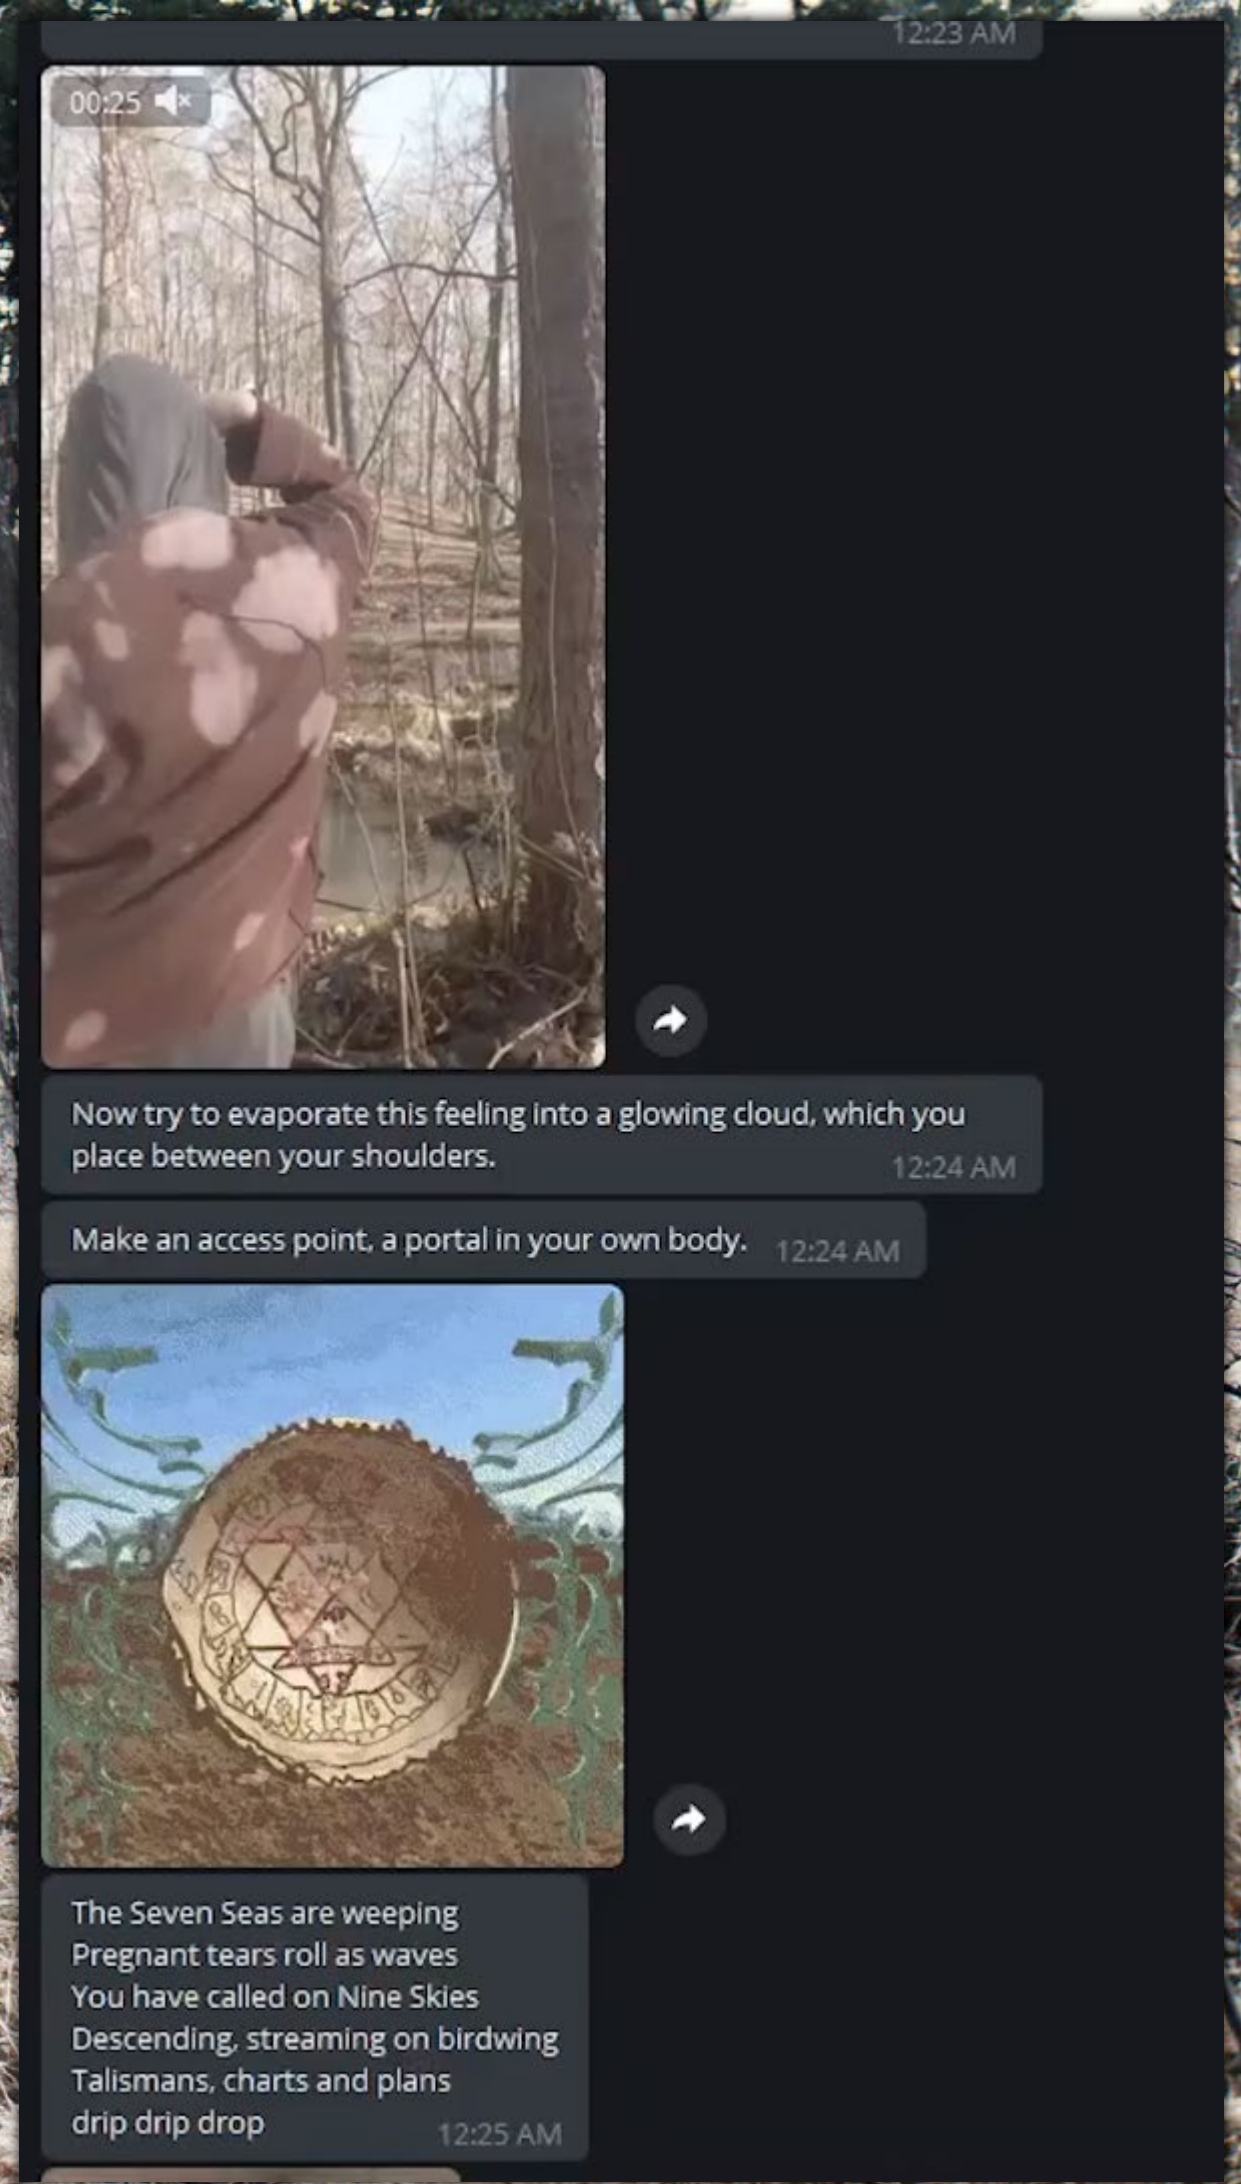 12:23 AM
00:25
Now try to evaporate this feeling into a glowing cloud, which you
place between your shoulders.
12:24 AM
Make an access point, a portal in your own body.
12:24 AM
The Seven Seas are weeping
Pregnant tears roll as waves
You have called on Nine Skies
Descending, streaming on birdwing
Talismans, charts and plans
drip drip drop
12:25 AM